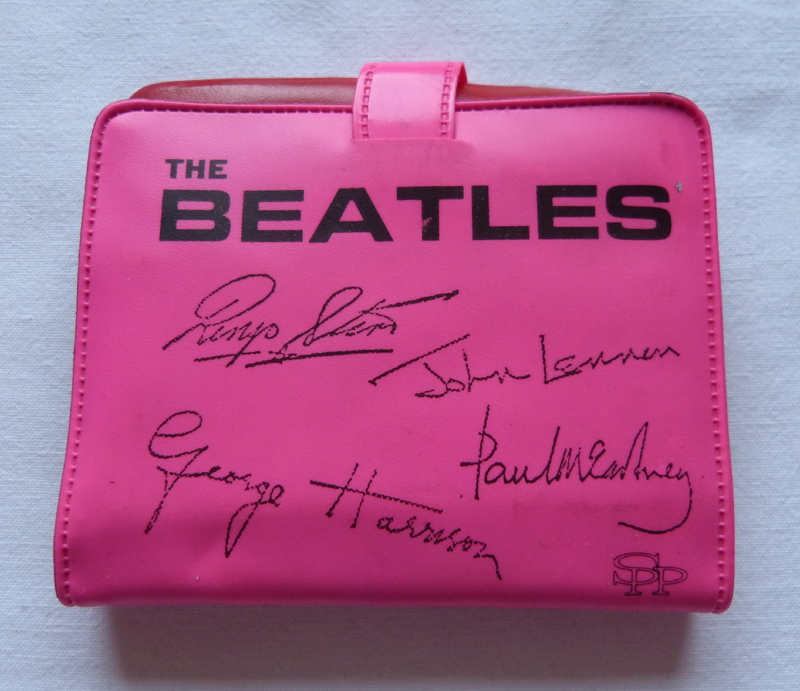 THE
BEATLES
Ringo Starr
John Lennon
George Harrison
Paul McCartney
SPP